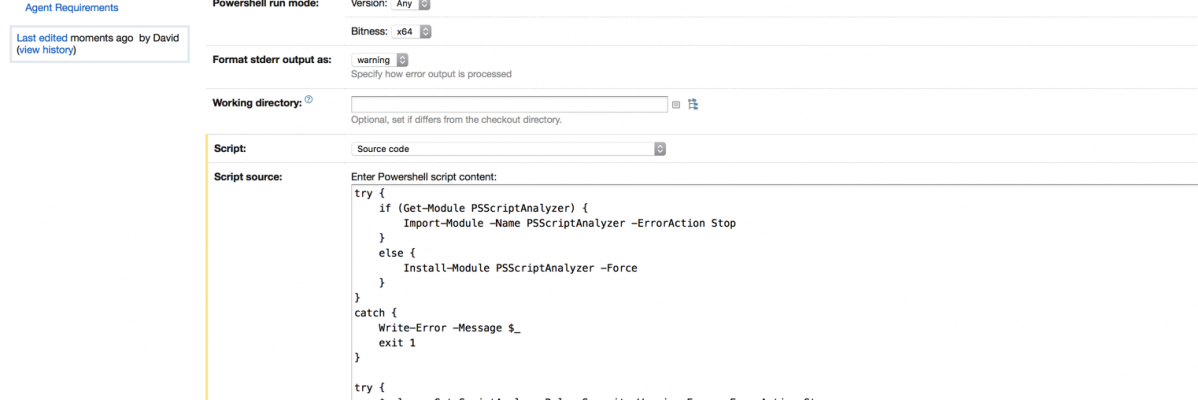 Agent Requirements
Last edited moments ago by David
(view history)
Powershell run mode:
Version: Any
Bitness: x64
Format stderr output as:
warning
Specify how error output is processed
Working directory: ?
Optional, set if differs from the checkout directory.
Script:
Source code
Script source:
Enter Powershell script content:
try {
    if (Get-Module PSScriptAnalyzer) {
        Import-Module -Name PSScriptAnalyzer -ErrorAction Stop
    }
    else {
        Install-Module PSScriptAnalyzer -Force
    }
}
catch {
    Write-Error -Message $_
    exit 1
}
try {